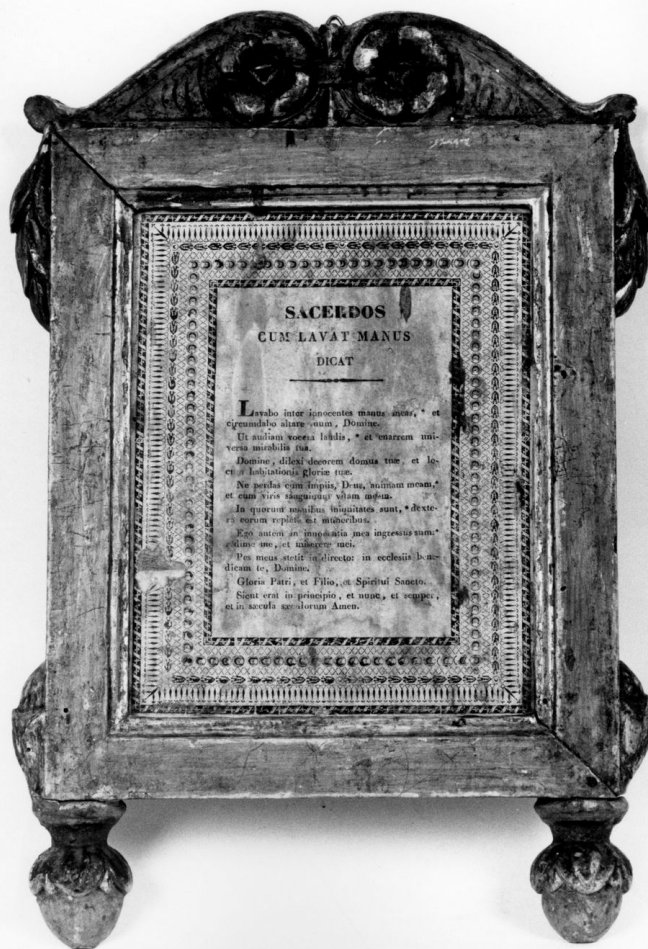 SACERDOS
CUM LAVAT MANUS
DICAT
Lavabo inter innocentes manus meas, * et
circumdabo altare tuum, Domine.
Ut audiam vocem laudis, * et enarrem uni-
versa mirabilia tua.
Domine, dilexi decorem domus tuæ, et lo-
cum habitationis gloriæ tuæ.
Ne perdas cum impiis, Deus, animam meam, *
et cum viris sanguinum vitam meam.
In quorum manibus iniquitates sunt, * dexte-
ra eorum repleta est muneribus.
Ego autem in innocentia mea ingressus sum: *
redime me, et miserere mei.
Pes meus stetit in directo: in ecclesiis bene-
dicam te, Domine.
Gloria Patri, et Filio, et Spiritui Sancto.
Sicut erat in principio, et nunc, et semper,
et in sæcula sæculorum Amen.